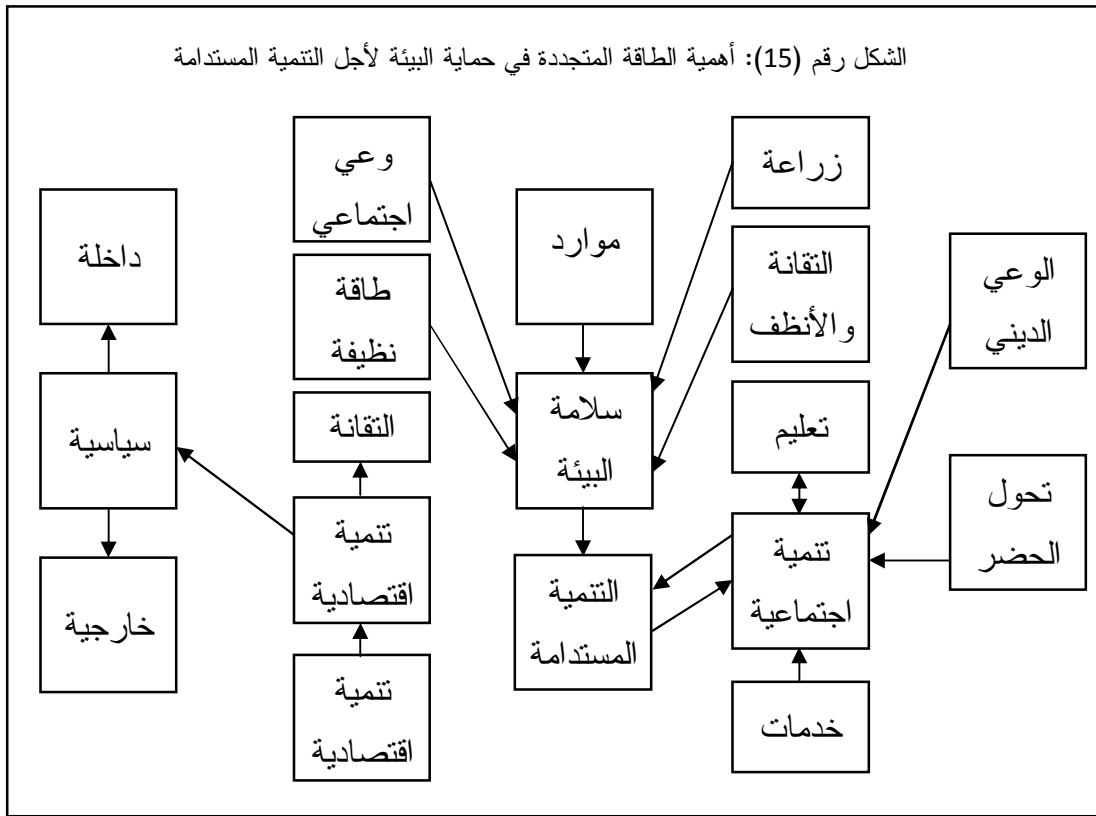 الشكل رقم (15): أهمية الطاقة المتجددة في حماية البيئة لأجل التنمية المستدامة
زراعة
موارد
وعي
اجتماعي
داخلة
التقانة
والأنظف
الوعي
الديني
طاقة
نظيفة
سلامة
البيئة
تعليم
التقانة
سياسية
تحول
الحضر
تنمية
اجتماعية
التنمية
المستدامة
تنمية
اقتصادية
خارجية
خدمات
تنمية
اقتصادية